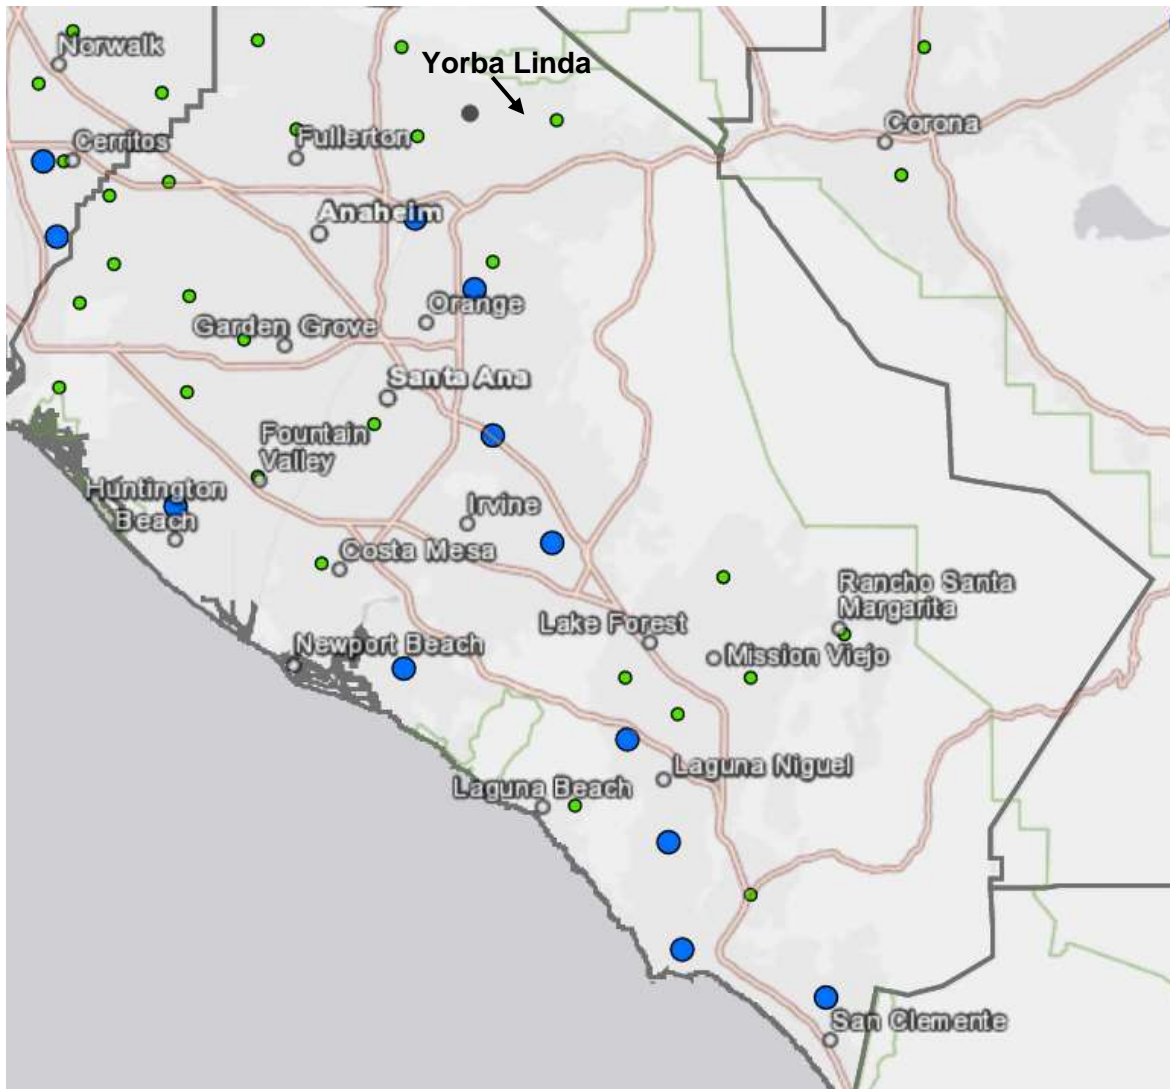 Norwalk
Yorba Linda
Corona
Cerritos
Fullerton
Anaheim
Orange
Garden Grove
Santa Ana
Fountain
Valley
Huntington
Beach
Irvine
Costa Mesa
Rancho Santa
Margarita
Lake Forest
Newport Beach
Mission Viejo
Laguna Niguel
Laguna Beach
San Clemente